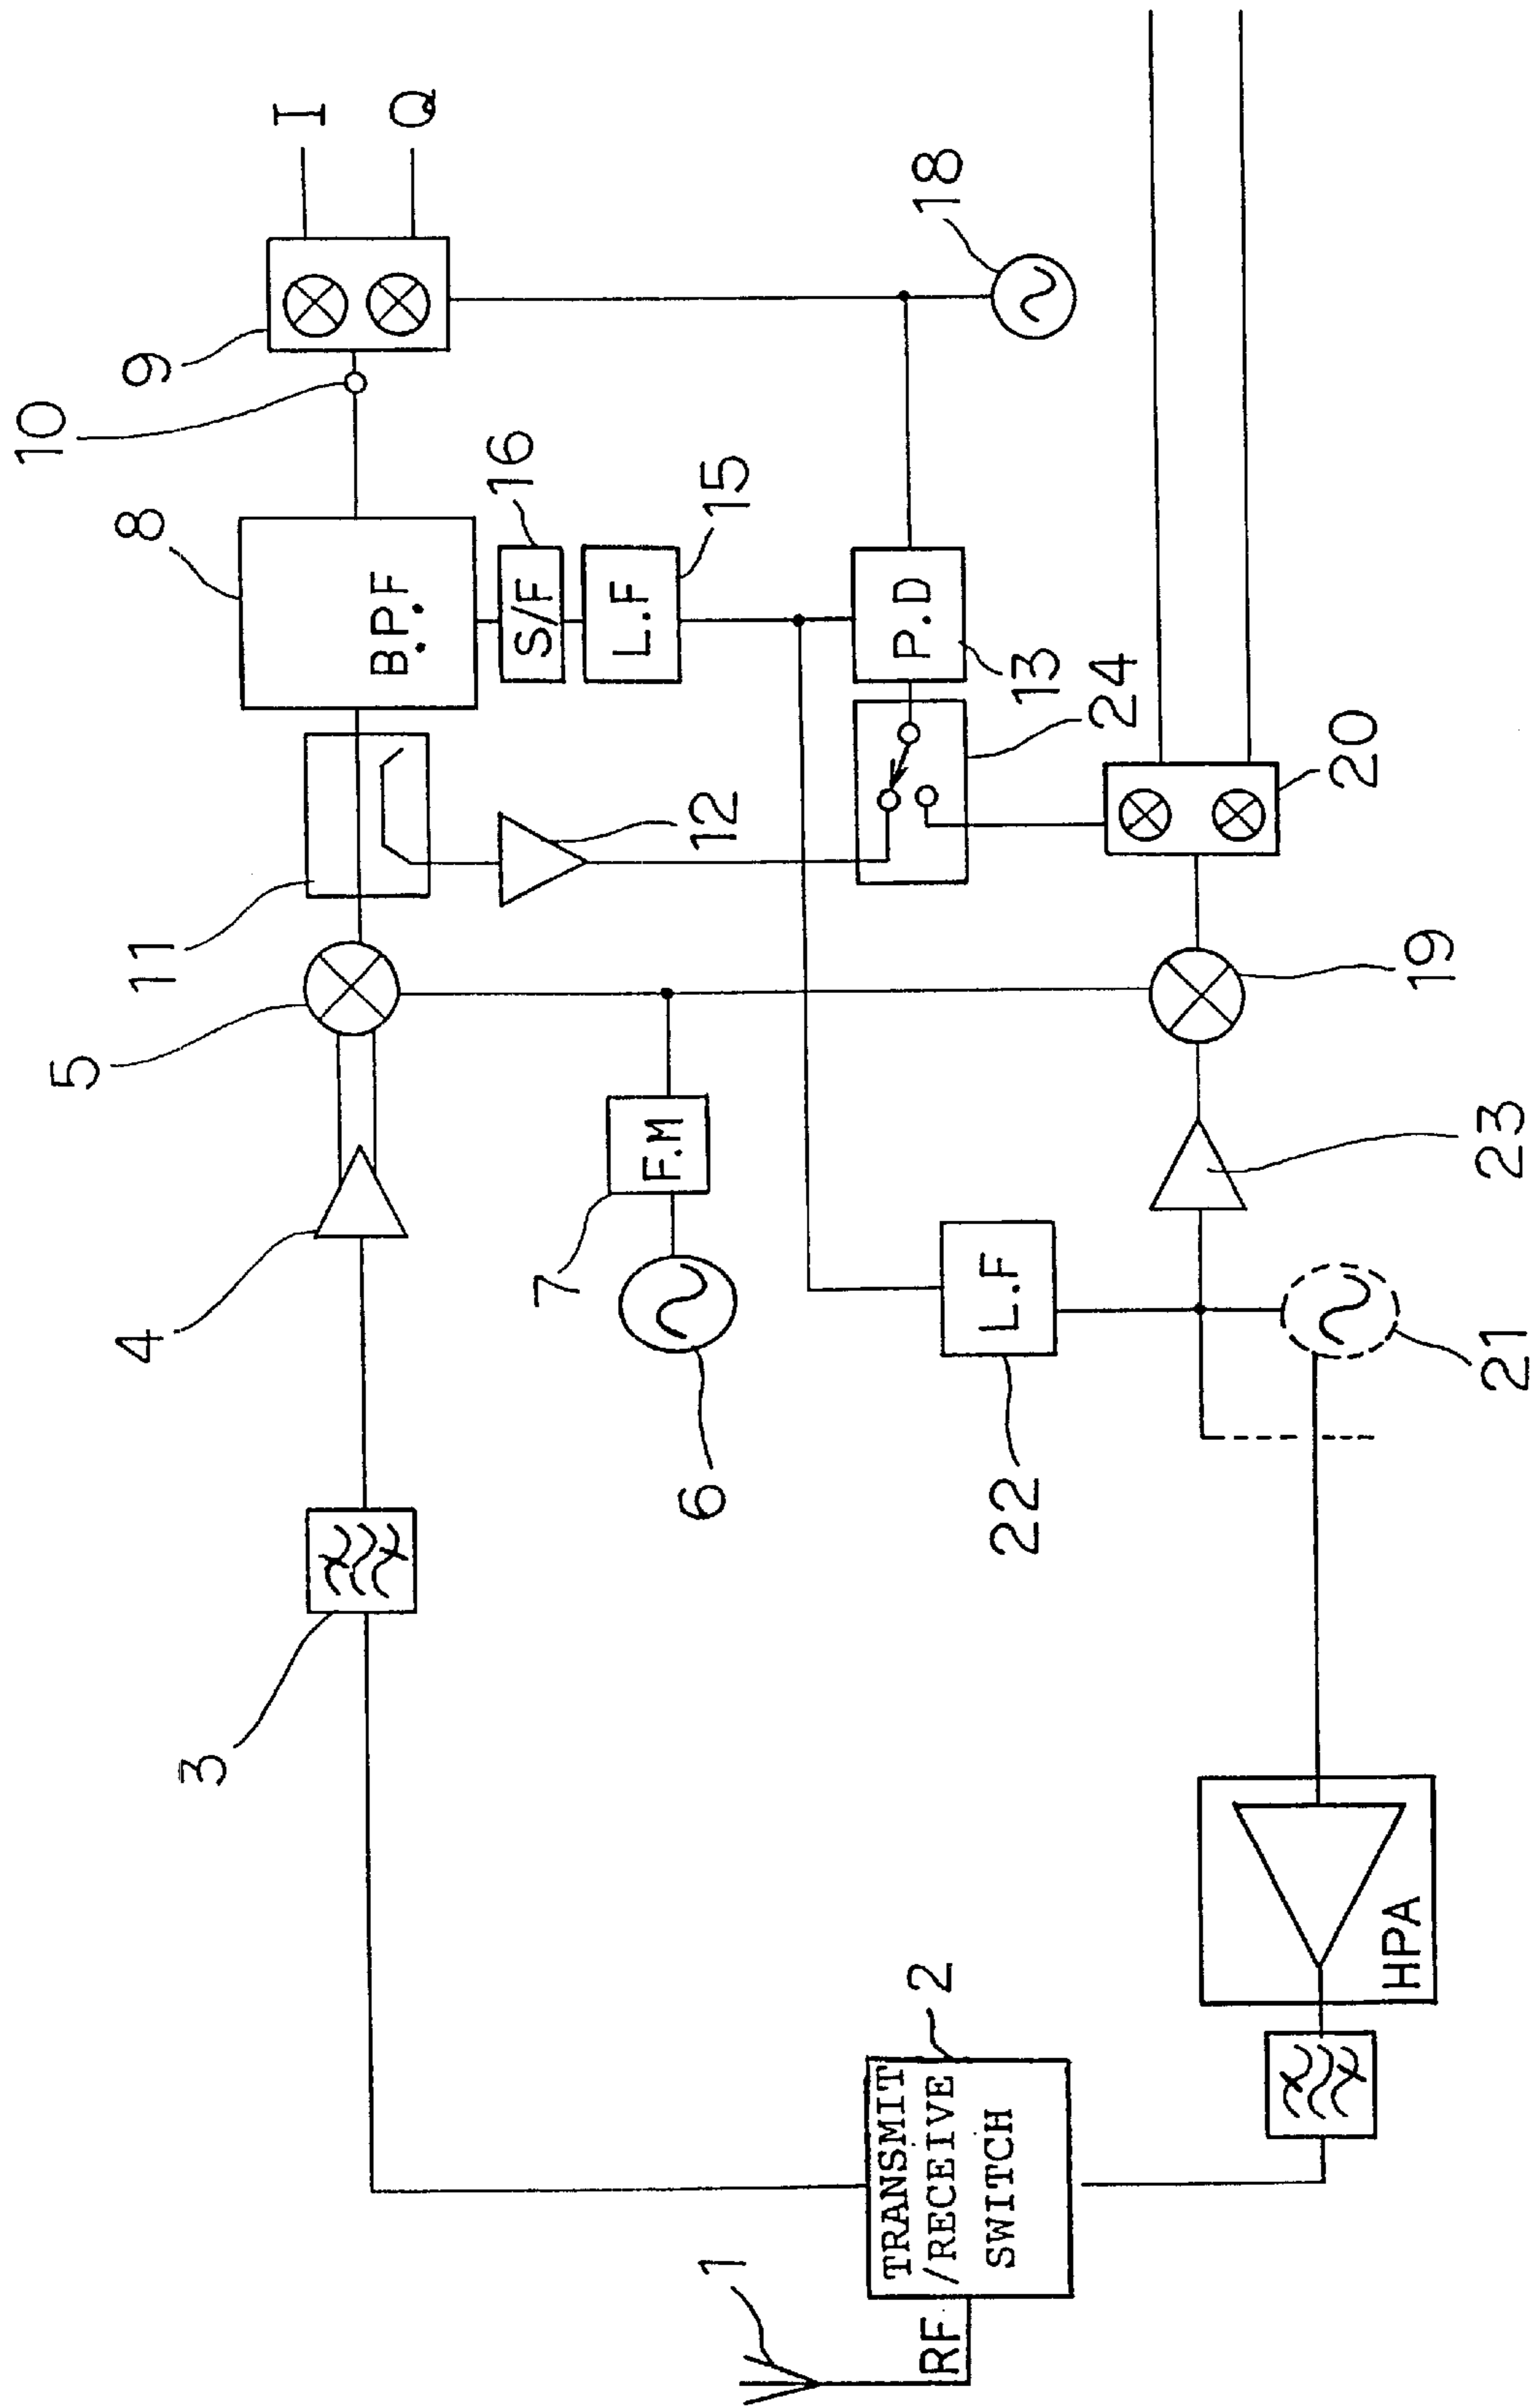 I
Q
9
10
8
B.P.F
16
S/F
15
L.F
18
P.D
13
24
20
11
12
5
19
4
7
F.M
6
23
L.F
22
21
3
HPA
2
TRANSMIT
/RECEIVE
SWITCH
1
RF